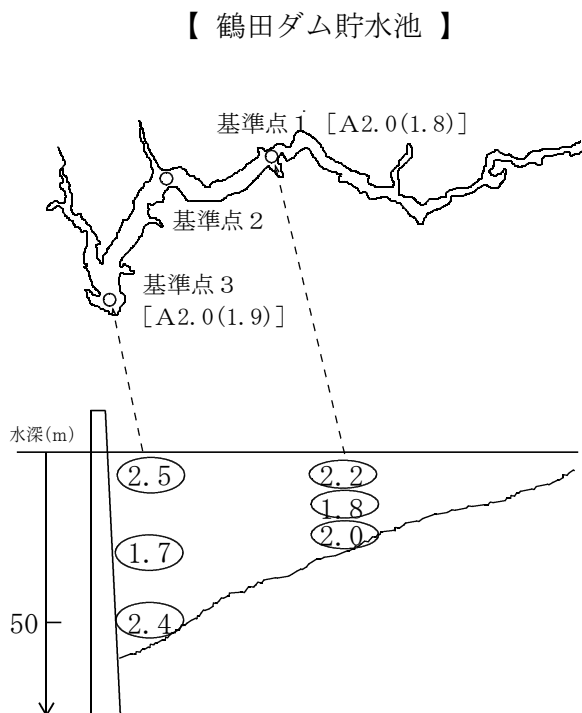 【 鶴田ダム貯水池 】
基準点1 [A2.0(1.8)]
基準点2
基準点3
[A2.0(1.9)]
水深(m)
2.5 2.2
1.8
2.0
1.7
50 2.4